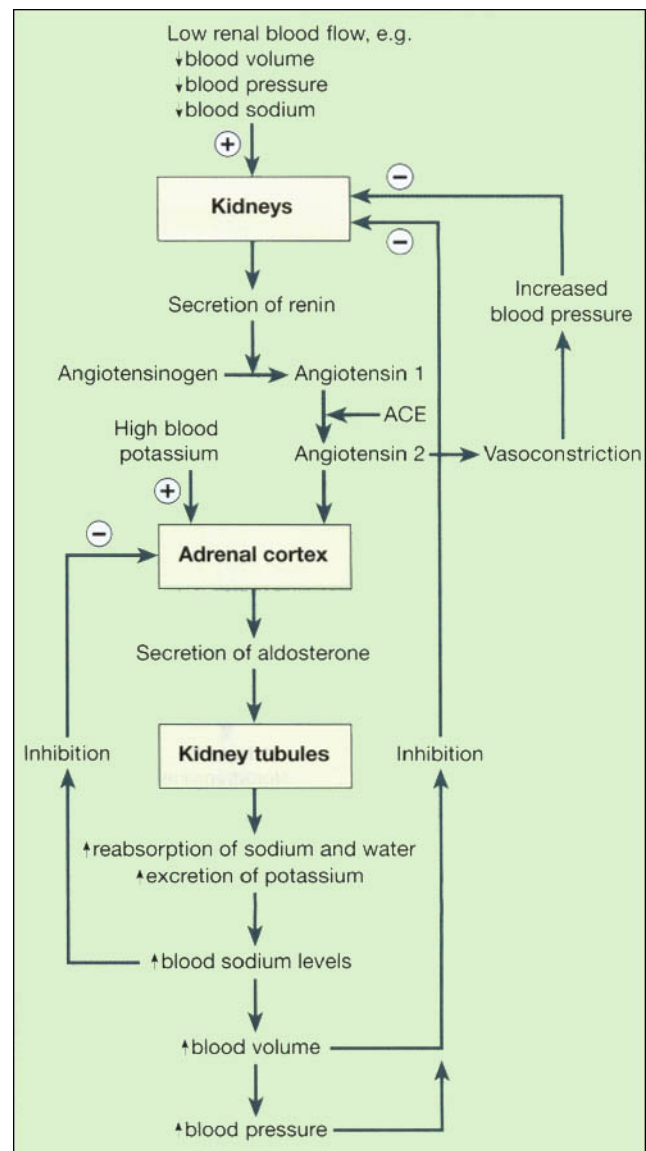 Low renal blood flow, e.g.
↓blood volume
↓blood pressure
↓blood sodium
+
−
Kidneys
−
Increased
blood pressure
Secretion of renin
Angiotensinogen
Angiotensin 1
ACE
High blood
potassium
Angiotensin 2
Vasoconstriction
+
−
Adrenal cortex
Secretion of aldosterone
Inhibition
Kidney tubules
Inhibition
↑reabsorption of sodium and water
↑excretion of potassium
↑blood sodium levels
↑blood volume
↑blood pressure